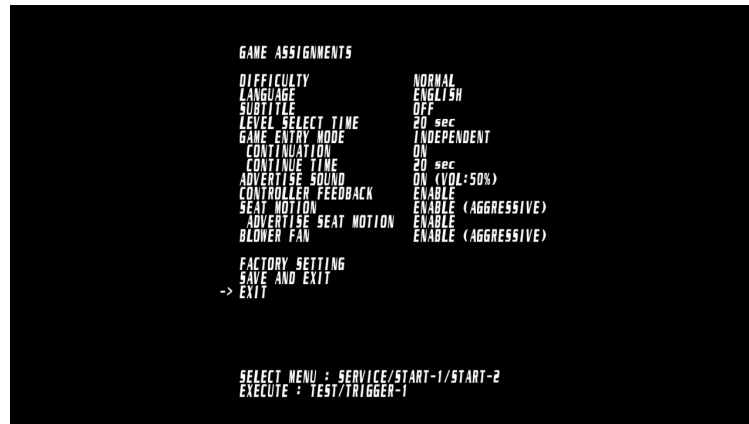 GAME ASSIGNMENTS
DIFFICULTY NORMAL
LANGUAGE ENGLISH
SUBTITLE OFF
LEVEL SELECT TIME 20 sec
GAME ENTRY MODE INDEPENDENT
CONTINUATION ON
CONTINUE TIME 20 sec
ADVERTISE SOUND ON (VOL:50%)
CONTROLLER FEEDBACK ENABLE
SEAT MOTION ENABLE (AGGRESSIVE)
ADVERTISE SEAT MOTION ENABLE
BLOWER FAN ENABLE (AGGRESSIVE)
FACTORY SETTING
SAVE AND EXIT
-> EXIT
SELECT MENU : SERVICE/START-1/START-2
EXECUTE : TEST/TRIGGER-1